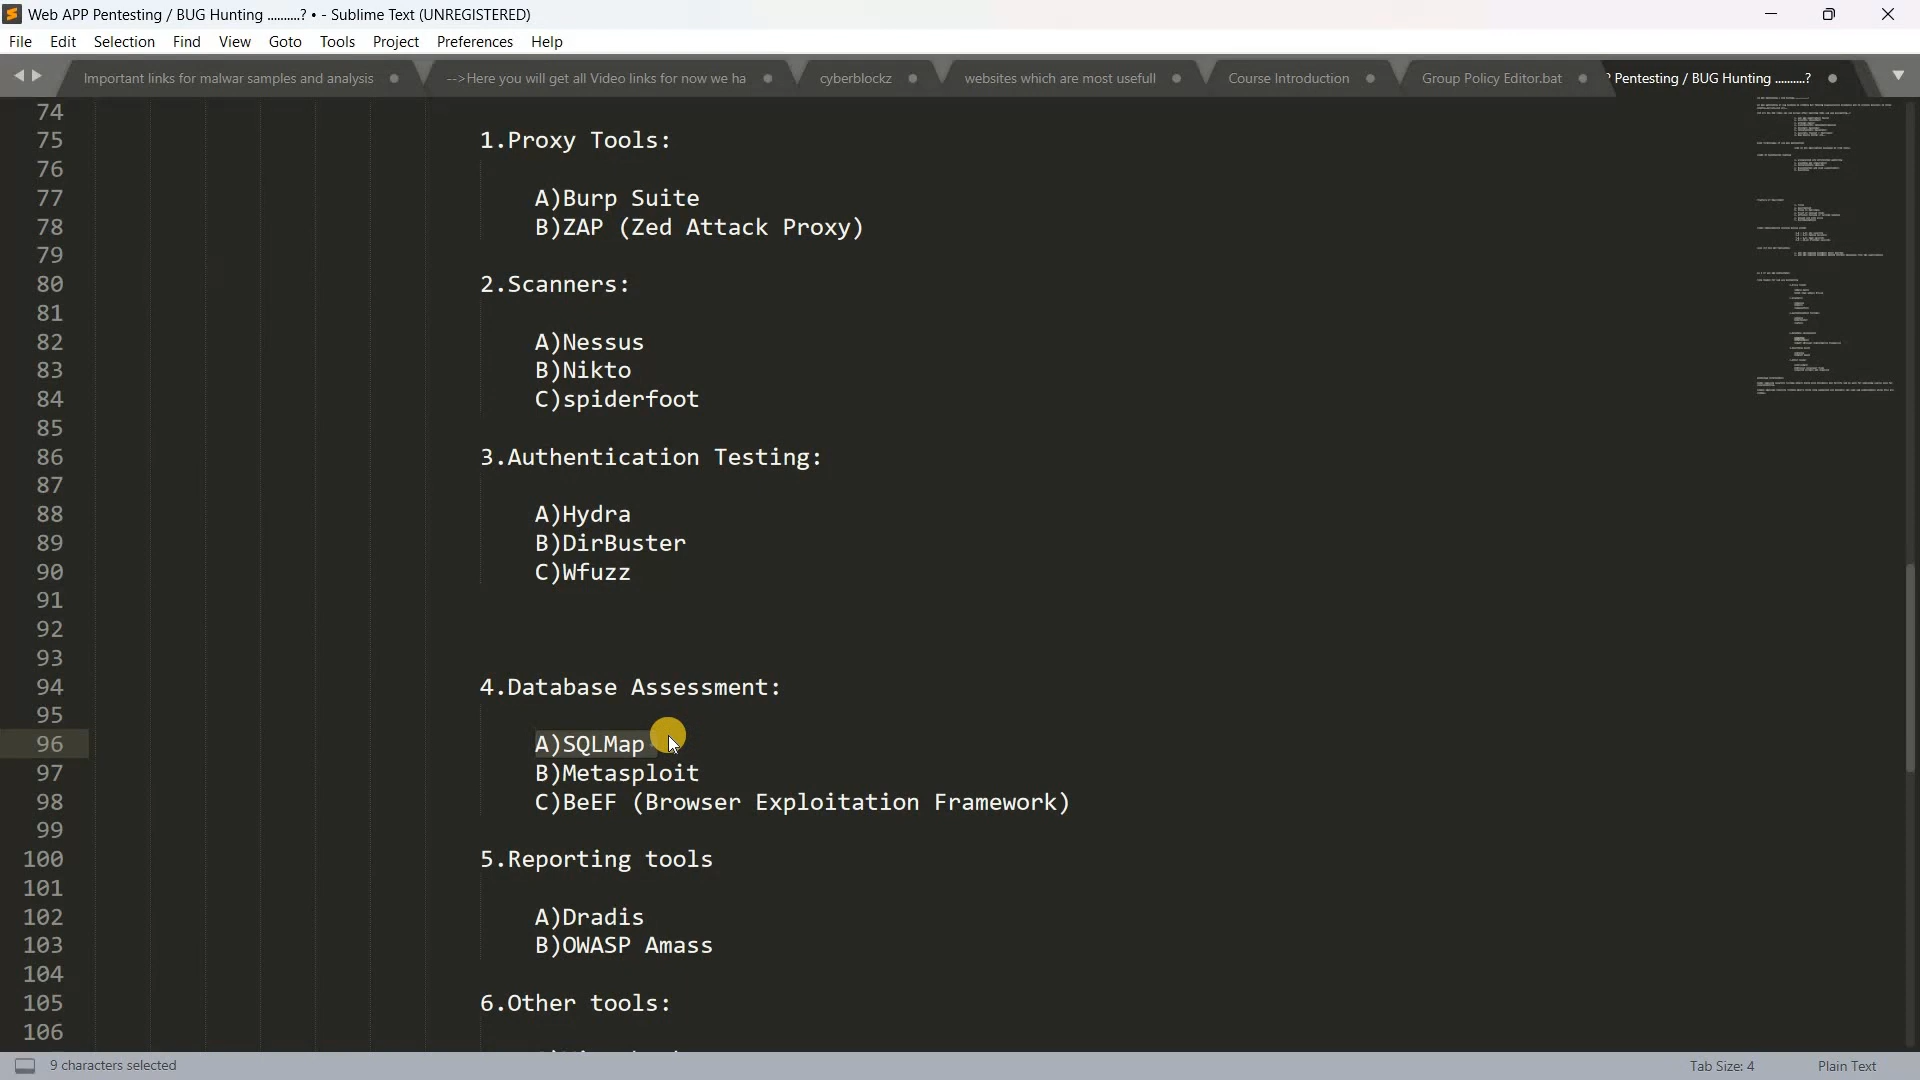 Web APP Pentesting / BUG Hunting ..........? • - Sublime Text (UNREGISTERED)
File Edit Selection Find View Goto Tools Project Preferences Help
Important links for malwar samples and analysis
-->Here you will get all Video links for now we ha
cyberblockz
websites which are most usefull
Course Introduction
Group Policy Editor.bat
Pentesting / BUG Hunting ..........?
74
75 1.Proxy Tools:
76
77 A)Burp Suite
78 B)ZAP (Zed Attack Proxy)
79
80 2.Scanners:
81
82 A)Nessus
83 B)Nikto
84 C)spiderfoot
85
86 3.Authentication Testing:
87
88 A)Hydra
89 B)DirBuster
90 C)Wfuzz
91
92
93
94 4.Database Assessment:
95
96 A)SQLMap
97 B)Metasploit
98 C)BeEF (Browser Exploitation Framework)
99
100 5.Reporting tools
101
102 A)Dradis
103 B)OWASP Amass
104
105 6.Other tools:
106
9 characters selected
Tab Size: 4
Plain Text